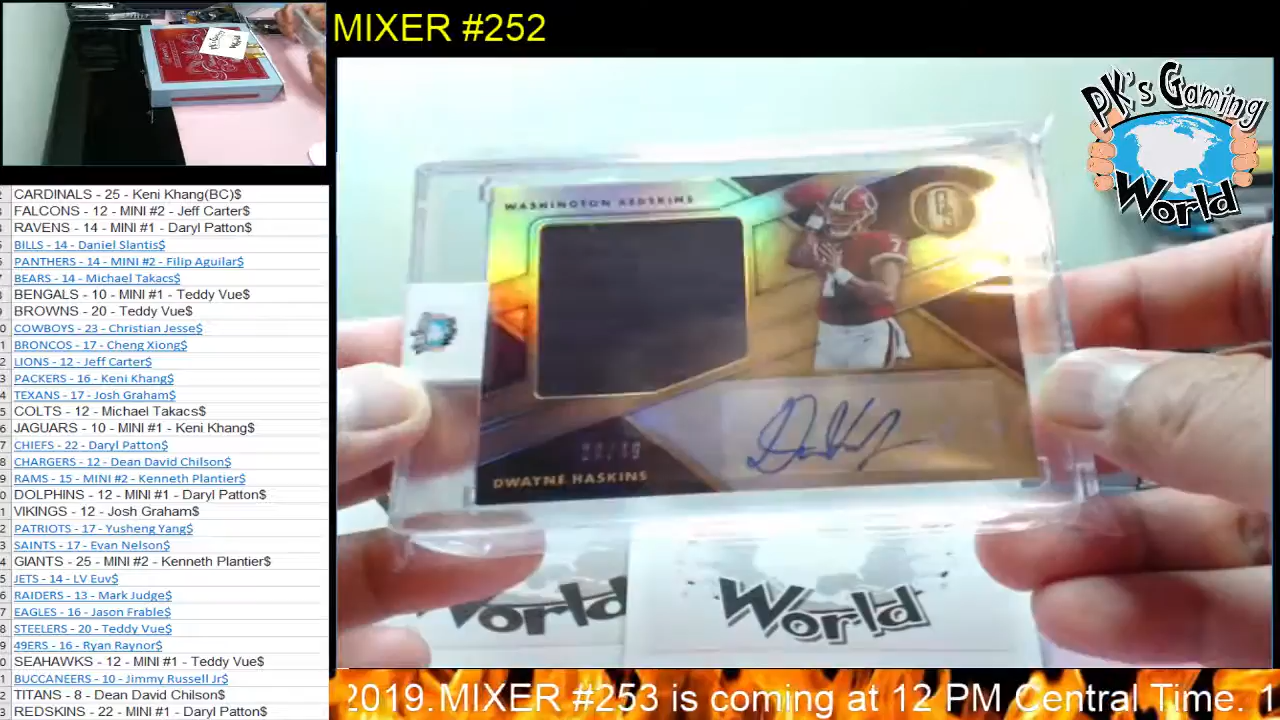 MIXER #252
PK's Gaming
World
CARDINALS - 25 - Keni Khang(BC)$
FALCONS - 12 - MINI #2 - Jeff Carter$
RAVENS - 14 - MINI #1 - Daryl Patton$
BILLS - 14 - Daniel Slantis$
PANTHERS - 14 - MINI #2 - Filip Aguilar$
BEARS - 14 - Michael Takacs$
BENGALS - 10 - MINI #1 - Teddy Vue$
BROWNS - 20 - Teddy Vue$
COWBOYS - 23 - Christian Jesse$
BRONCOS - 17 - Cheng Xiong$
LIONS - 12 - Jeff Carter$
PACKERS - 16 - Keni Khang$
TEXANS - 17 - Josh Graham$
COLTS - 12 - Michael Takacs$
JAGUARS - 10 - MINI #1 - Keni Khang$
CHIEFS - 22 - Daryl Patton$
CHARGERS - 12 - Dean David Chilson$
RAMS - 15 - MINI #2 - Kenneth Plantier$
DOLPHINS - 12 - MINI #1 - Daryl Patton$
VIKINGS - 12 - Josh Graham$
PATRIOTS - 17 - Yusheng Yang$
SAINTS - 17 - Evan Nelson$
GIANTS - 25 - MINI #2 - Kenneth Plantier$
JETS - 14 - LV Euv$
RAIDERS - 13 - Mark Judge$
EAGLES - 16 - Jason Frable$
STEELERS - 20 - Teddy Vue$
49ERS - 16 - Ryan Raynor$
SEAHAWKS - 12 - MINI #1 - Teddy Vue$
BUCCANEERS - 10 - Jimmy Russell Jr$
TITANS - 8 - Dean David Chilson$
REDSKINS - 22 - MINI #1 - Daryl Patton$
WASHINGTON REDSKINS
7
DWAYNE HASKINS
World
World
2019.MIXER #253 is coming at 12 PM Central Time. 1